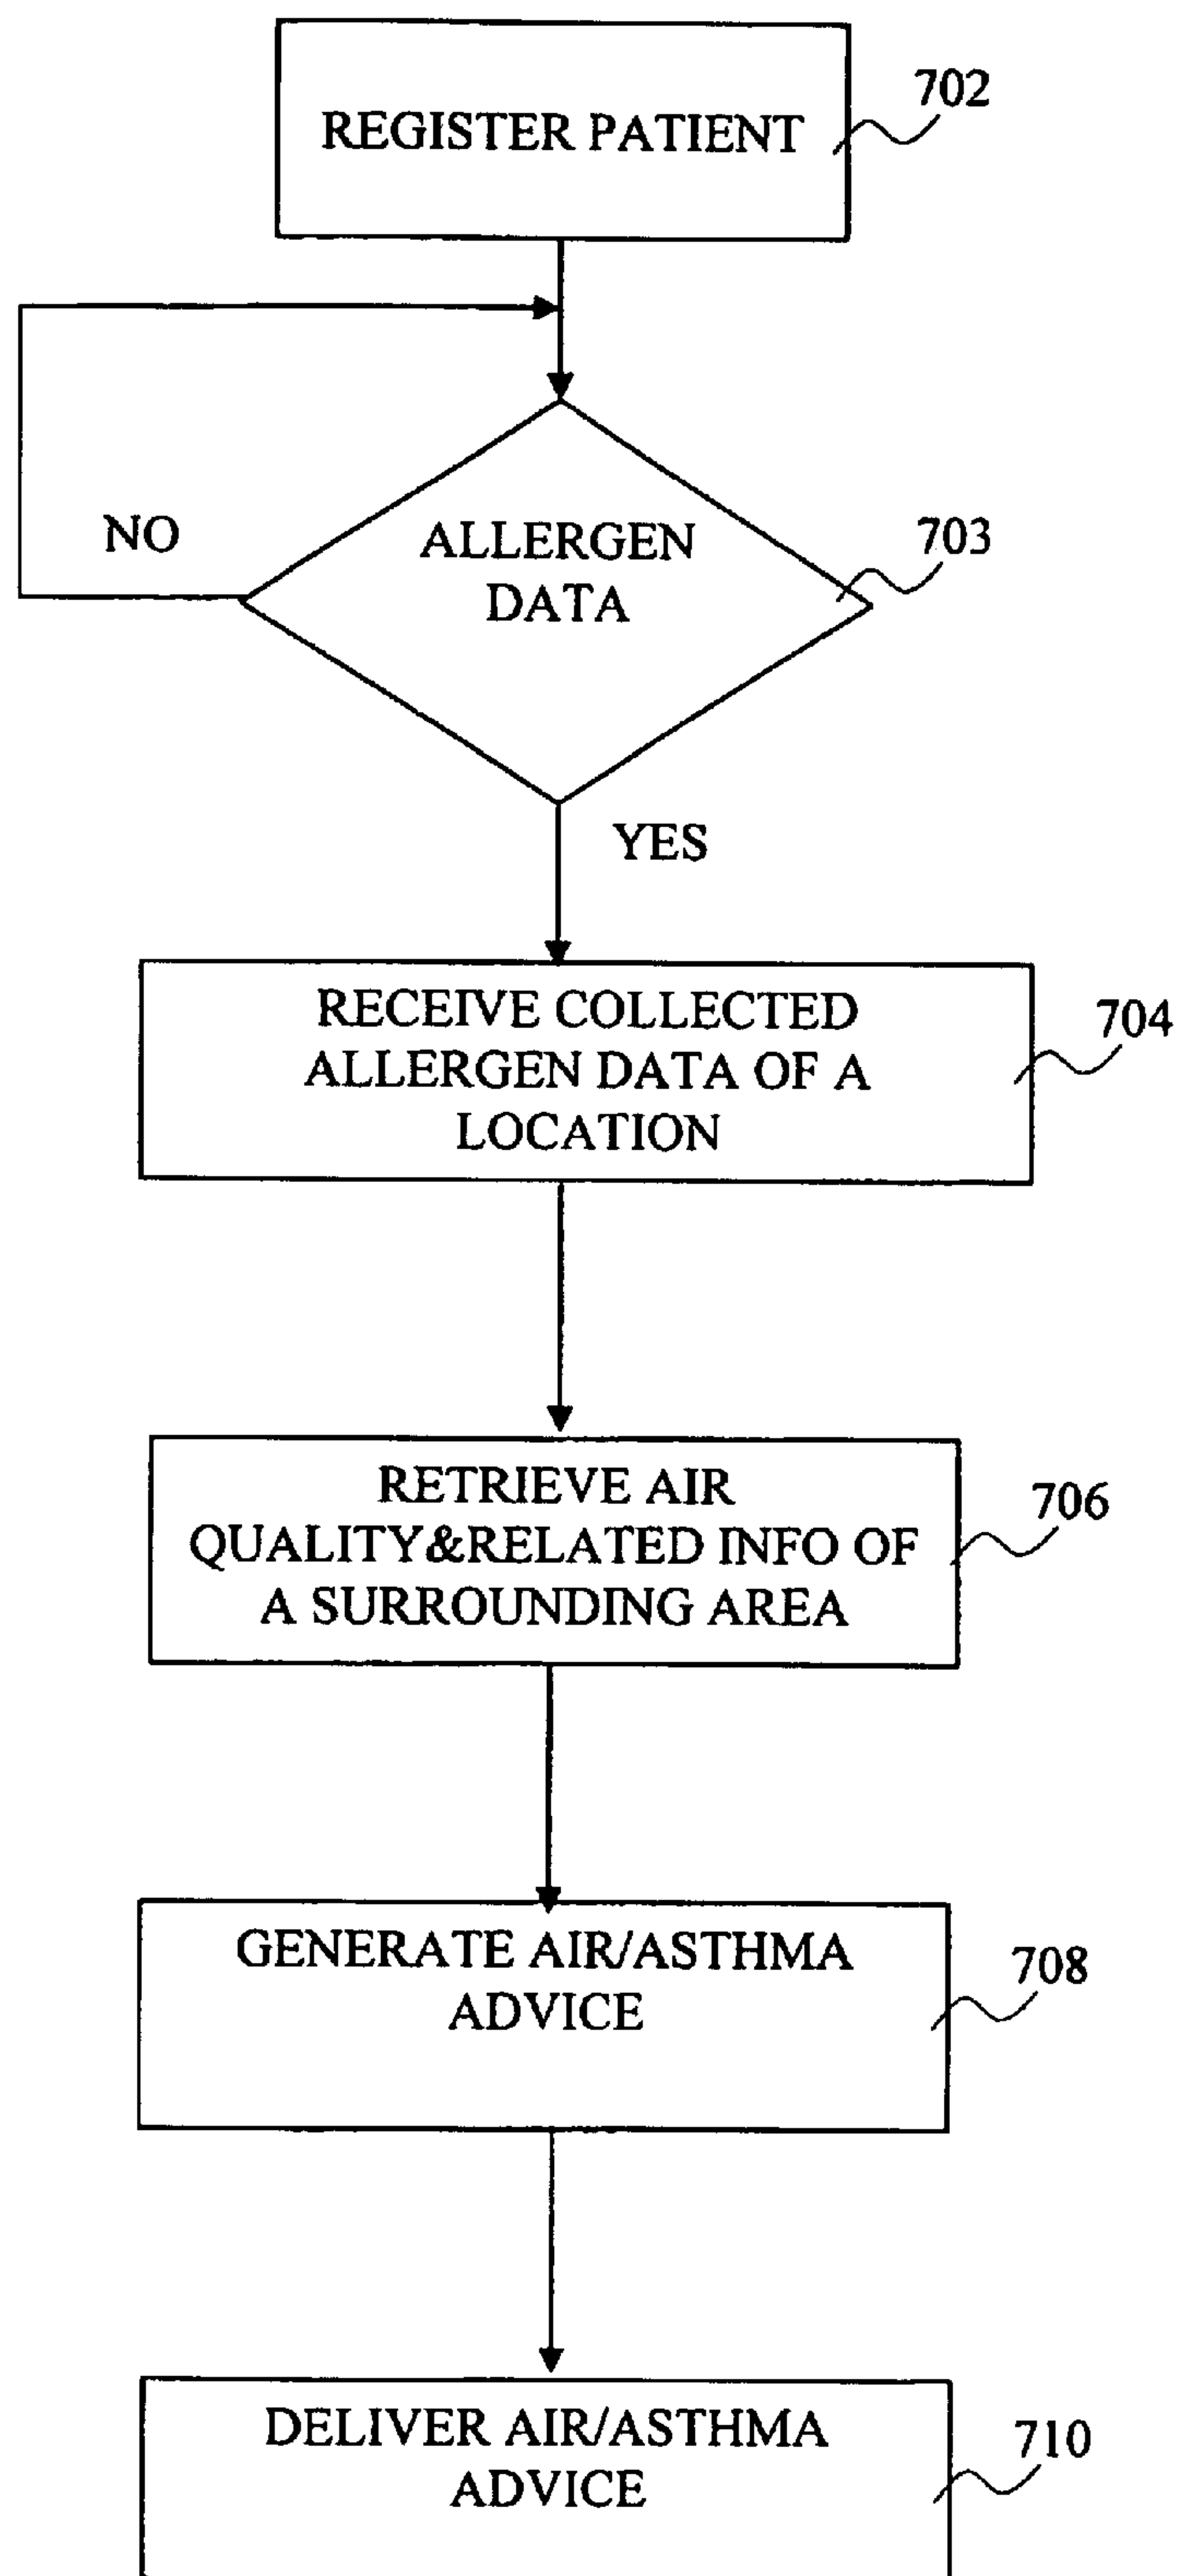 REGISTER PATIENT
702
ALLERGEN
DATA
703
NO
YES
RECEIVE COLLECTED
ALLERGEN DATA OF A
LOCATION
704
RETRIEVE AIR
QUALITY&RELATED INFO OF
A SURROUNDING AREA
706
GENERATE AIR/ASTHMA
ADVICE
708
DELIVER AIR/ASTHMA
ADVICE
710